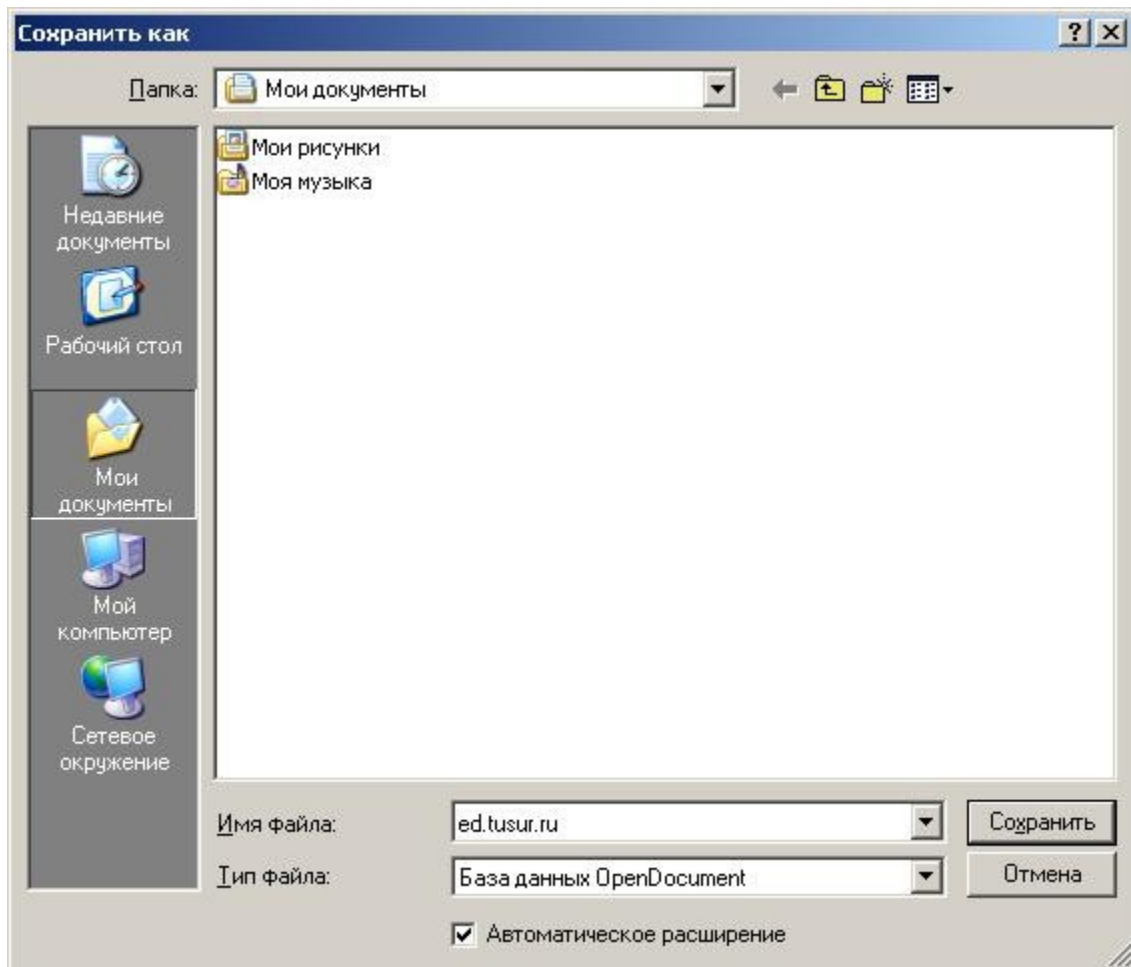 Сохранить как
Папка:
Мои документы
Мои рисунки
Моя музыка
Недавние
документы
Рабочий стол
Мои
документы
Мой
компьютер
Сетевое
окружение
Имя файла:
ed.tusur.ru
Сохранить
Тип файла:
База данных OpenDocument
Отмена
Автоматическое расширение